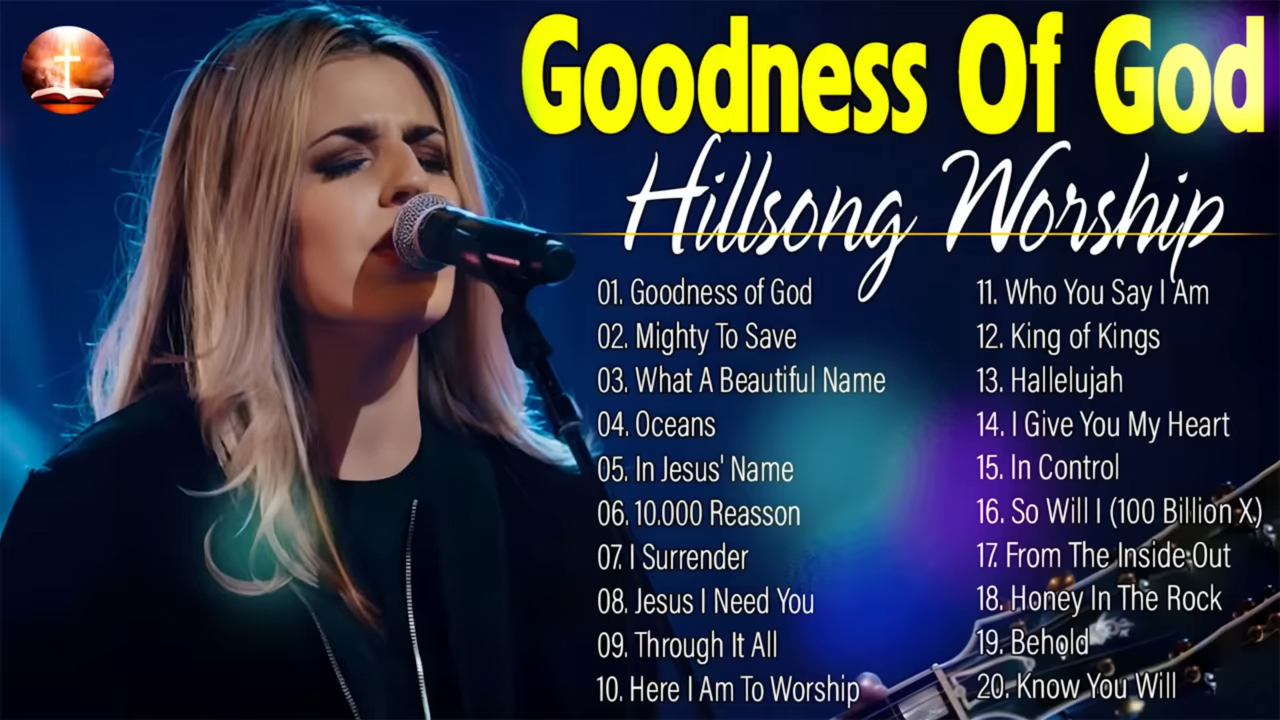 Goodness Of God
Hillsong Worship
01. Goodness of God
02. Mighty To Save
03. What A Beautiful Name
04. Oceans
05. In Jesus' Name
06. 10.000 Reasson
07. I Surrender
08. Jesus I Need You
09. Through It All
10. Here I Am To Worship
11. Who You Say I Am
12. King of Kings
13. Hallelujah
14. I Give You My Heart
15. In Control
16. So Will I (100 Billion X)
17. From The Inside Out
18. Honey In The Rock
19. Behold
20. Know You Will